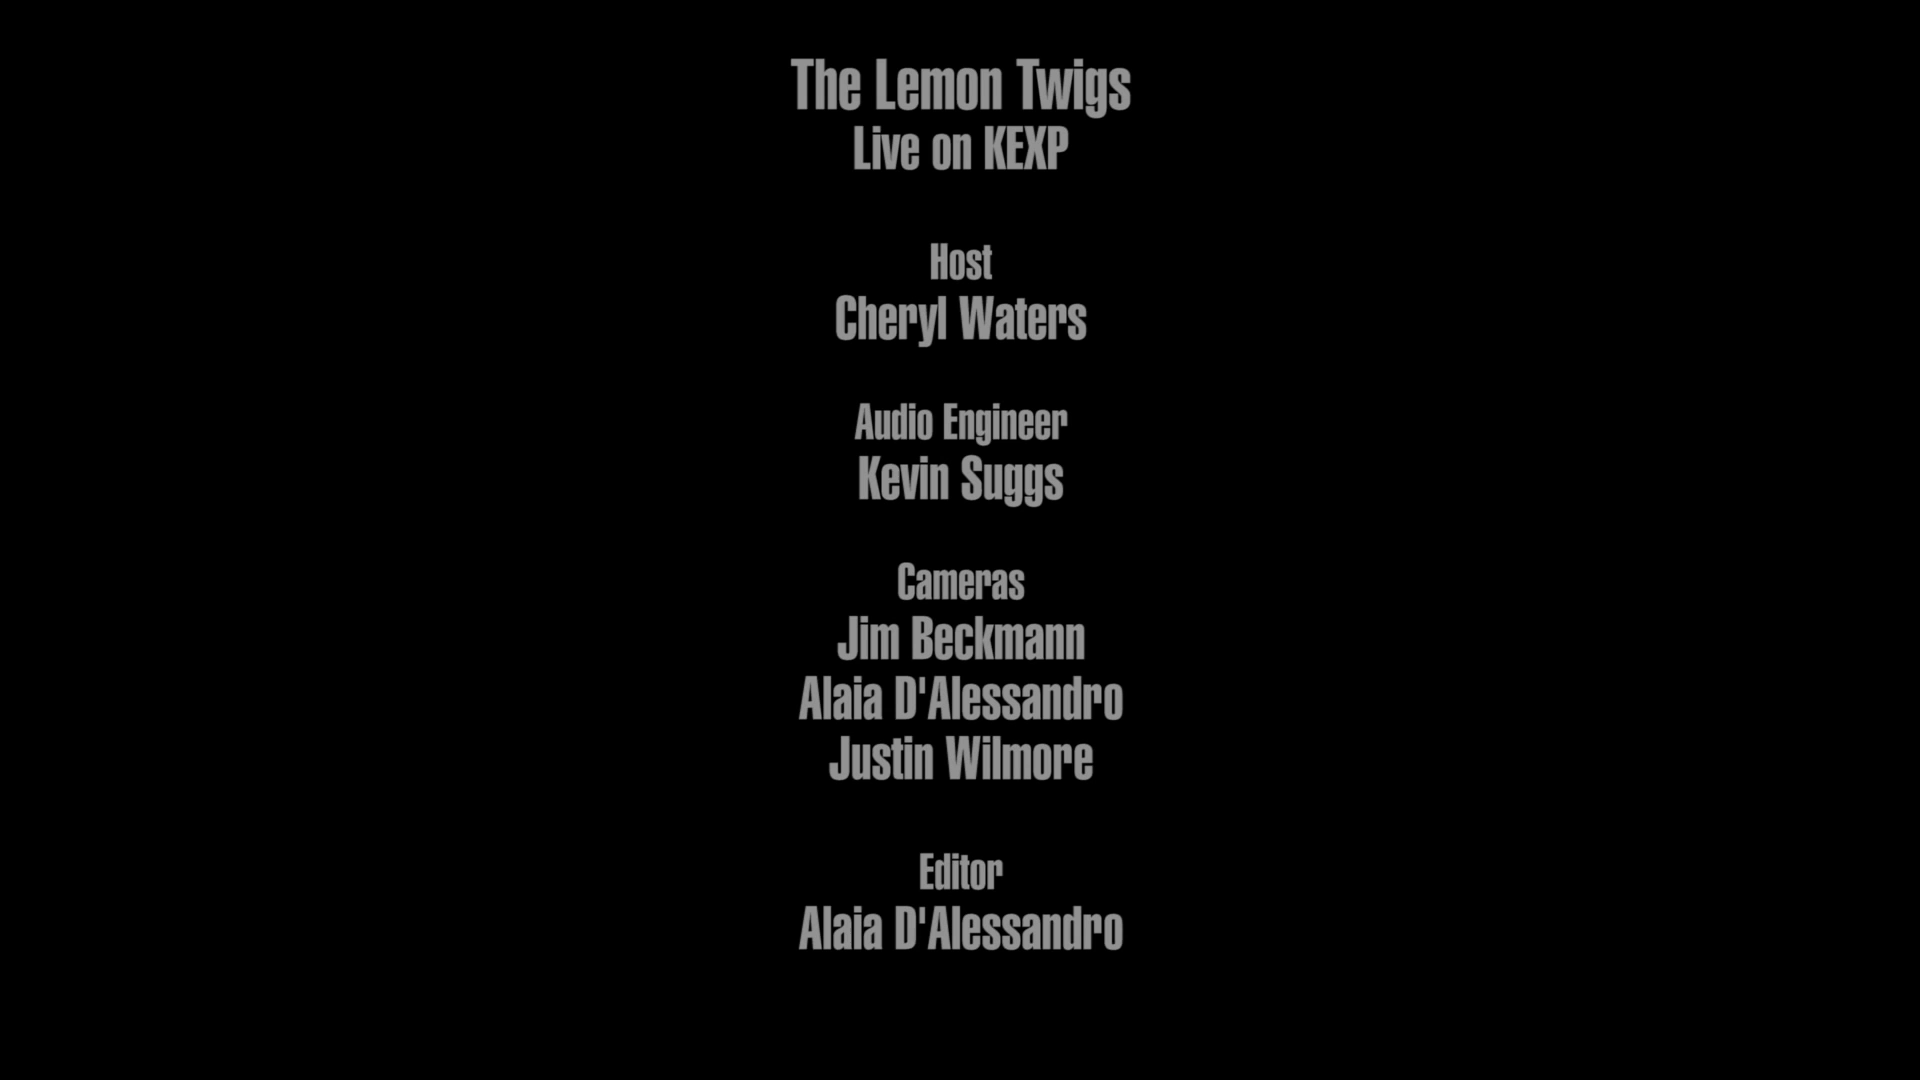 The Lemon Twigs
Live on KEXP
Host
Cheryl Waters
Audio Engineer
Kevin Suggs
Cameras
Jim Beckmann
Alaia D'Alessandro
Justin Wilmore
Editor
Alaia D'Alessandro